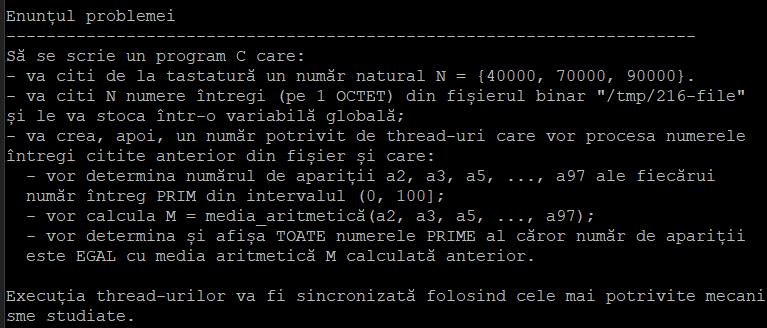 Enunțul problemei
---------------------------------------------------------------------
Să se scrie un program C care:
- va citi de la tastatură un număr natural N = {40000, 70000, 90000}.
- va citi N numere întregi (pe 1 OCTET) din fișierul binar "/tmp/216-file"
și le va stoca într-o variabilă globală;
- va crea, apoi, un număr potrivit de thread-uri care vor procesa numerele
întregi citite anterior din fișier și care:
- vor determina numărul de apariții a2, a3, a5, ..., a97 ale fiecărui
număr întreg PRIM din intervalul (0, 100];
- vor calcula M = media_aritmetică(a2, a3, a5, ..., a97);
- vor determina și afișa TOATE numerele PRIME al căror număr de apariții
este EGAL cu media aritmetică M calculată anterior.
Execuția thread-urilor va fi sincronizată folosind cele mai potrivite mecani
sme studiate.